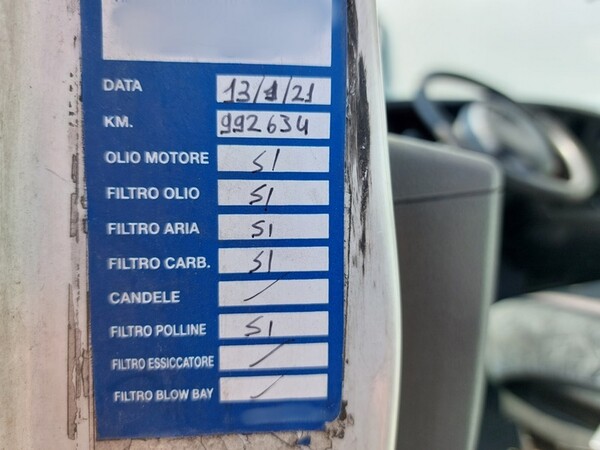 DATA 13/1/21
KM. 992634
OLIO MOTORE SI
FILTRO OLIO SI
FILTRO ARIA SI
FILTRO CARB. SI
CANDELE /
FILTRO POLLINE SI
FILTRO ESSICCATORE /
FILTRO BLOW BAY /